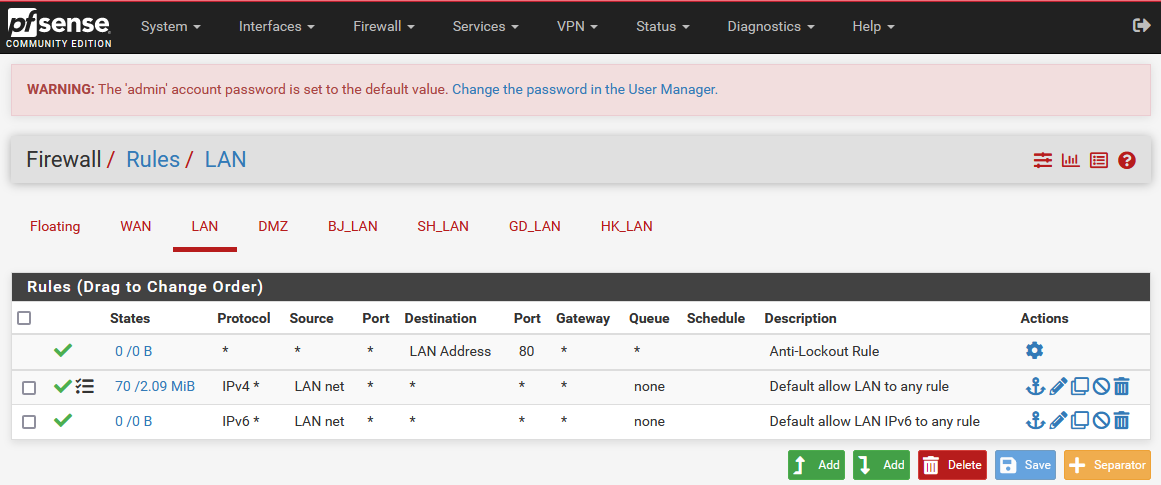 pfsense System Interfaces Firewall Services VPN Status Diagnostics Help
COMMUNITY EDITION
WARNING: The 'admin' account password is set to the default value. Change the password in the User Manager.
Firewall / Rules / LAN
Floating WAN LAN DMZ BJ_LAN SH_LAN GD_LAN HK_LAN
Rules (Drag to Change Order)
States Protocol Source Port Destination Port Gateway Queue Schedule Description Actions
0 /0 B * * * LAN Address 80 * * Anti-Lockout Rule
70 /2.09 MiB IPv4 * LAN net * * * * none Default allow LAN to any rule
0 /0 B IPv6 * LAN net * * * * none Default allow LAN IPv6 to any rule
Add Add Delete Save Separator